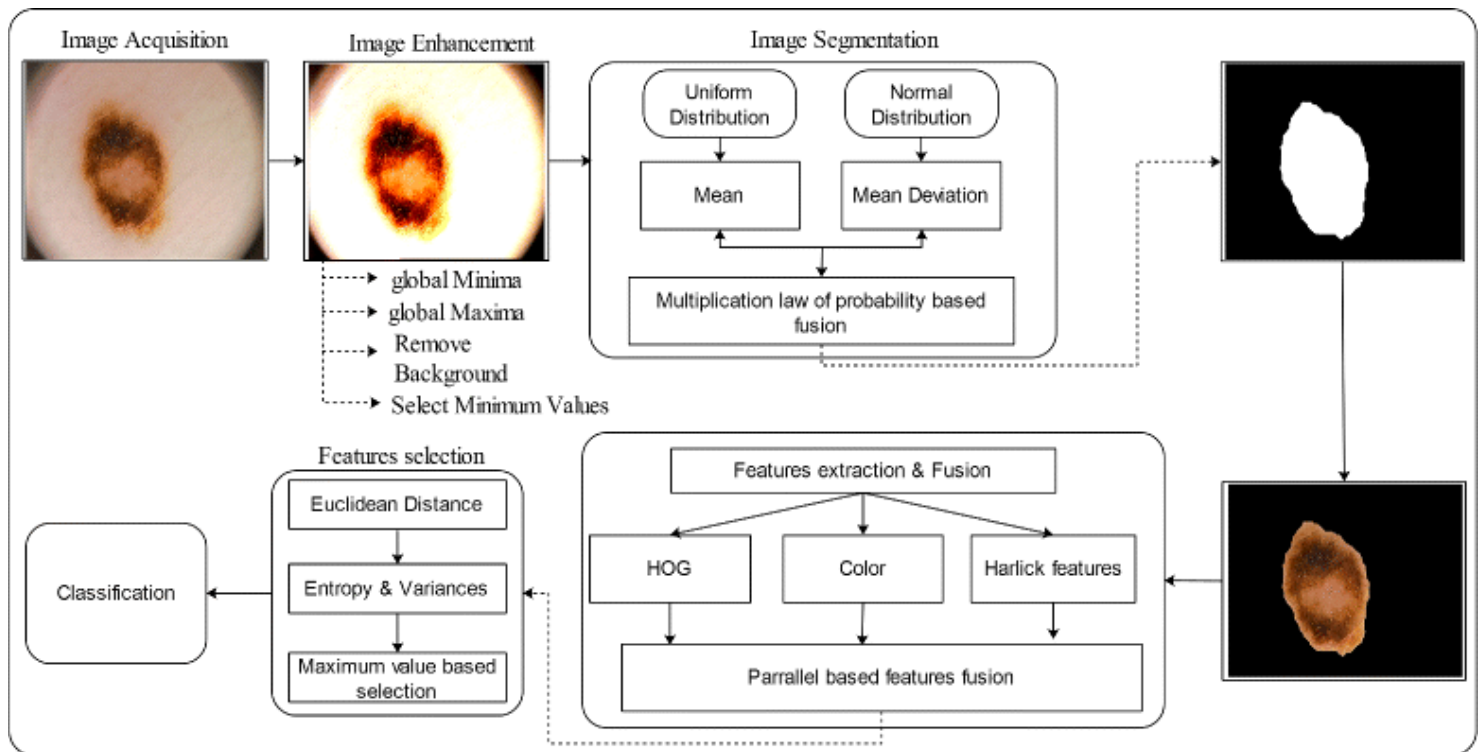 Image Acquisition
Image Enhancement
Image Segmentation
Uniform
Distribution
Normal
Distribution
Mean
Mean Deviation
Multiplication law of probability based
fusion
global Minima
global Maxima
Remove
Background
Select Minimum Values
Features extraction & Fusion
HOG
Color
Harlick features
Parrallel based features fusion
Features selection
Euclidean Distance
Entropy & Variances
Maximum value based
selection
Classification